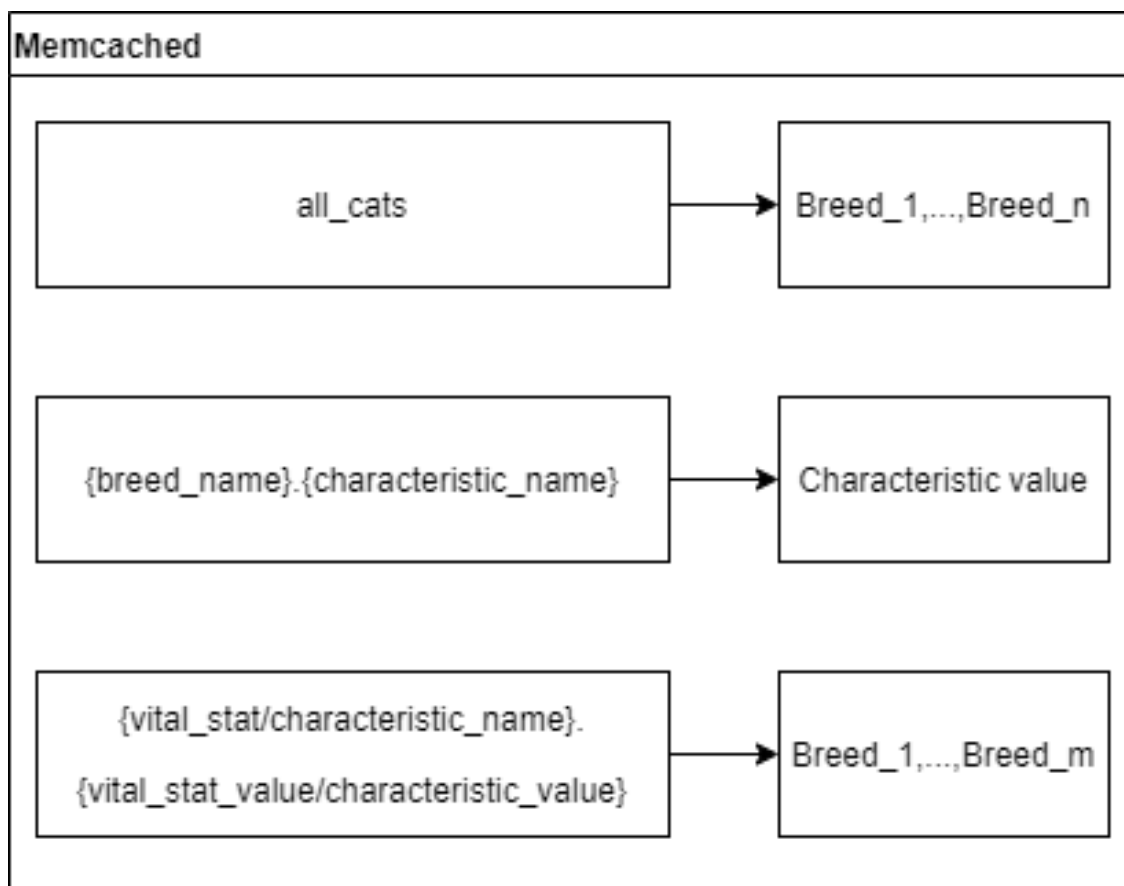 Memcached
all_cats
Breed_1,...,Breed_n
{breed_name}.{characteristic_name}
Characteristic value
{vital_stat/characteristic_name}.
{vital_stat_value/characteristic_value}
Breed_1,...,Breed_m